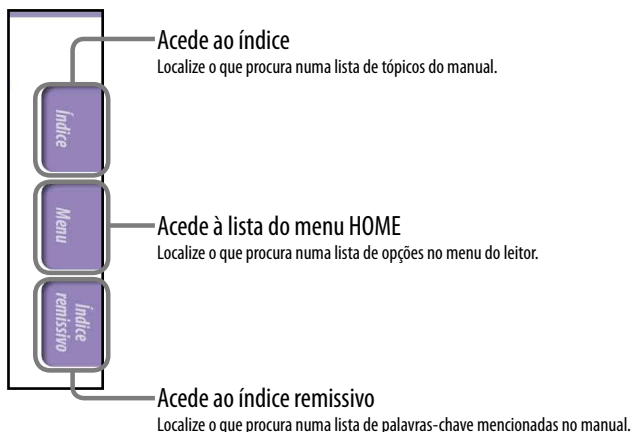 Acede ao índice
Localize o que procura numa lista de tópicos do manual.
Índice
Acede à lista do menu HOME
Localize o que procura numa lista de opções no menu do leitor.
Menu
Índice
remissivo
Acede ao índice remissivo
Localize o que procura numa lista de palavras-chave mencionadas no manual.